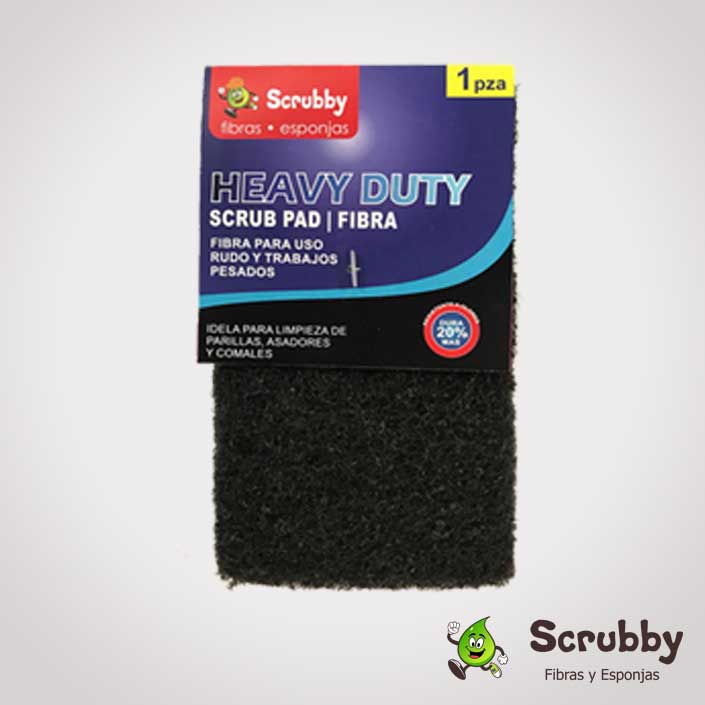 Scrubby
fibras • esponjas
1 pza
HEAVY DUTY
SCRUB PAD | FIBRA
FIBRA PARA USO
RUDO Y TRABAJOS
PESADOS
IDELA PARA LIMPIEZA DE
PARILLAS, ASADORES
Y COMALES
DURA
20%
MAS
Scrubby
Fibras y Esponjas